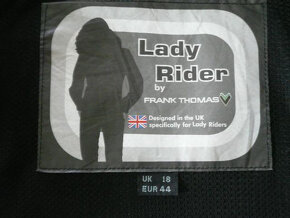 Lady
Rider
by
FRANK THOMAS
Designed in the UK
specifically for Lady Riders
UK 18
EUR 44